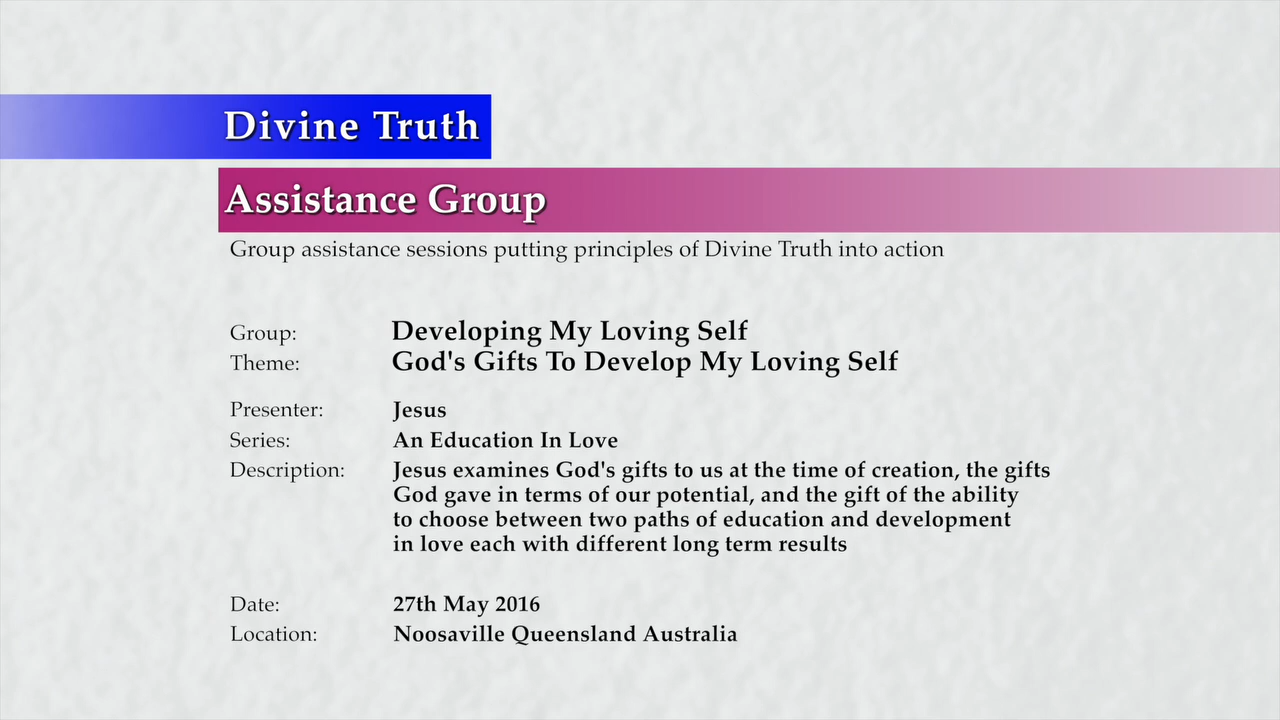 Divine Truth
Assistance Group
Group assistance sessions putting principles of Divine Truth into action
Group: Developing My Loving Self
Theme: God's Gifts To Develop My Loving Self
Presenter: Jesus
Series: An Education In Love
Description: Jesus examines God's gifts to us at the time of creation, the gifts
God gave in terms of our potential, and the gift of the ability
to choose between two paths of education and development
in love each with different long term results
Date: 27th May 2016
Location: Noosaville Queensland Australia